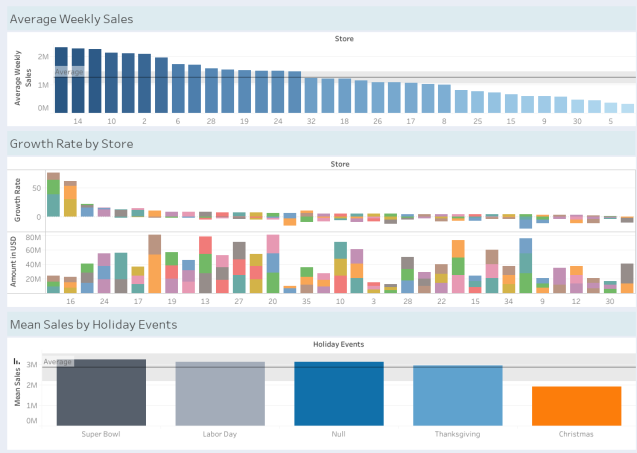 Average Weekly Sales
Store
Average Weekly
Sales
2M
Average
1M
0M
14 10 2 6 28 19 24 32 18 26 17 8 25 15 9 30 5
Growth Rate by Store
Store
Growth Rate
50
0
Amount in USD
80M
60M
40M
20M
16 24 17 19 13 27 20 35 10 3 28 22 15 34 9 12 30
Mean Sales by Holiday Events
Holiday Events
Mean Sales
Average
3M
2M
1M
0M
Super Bowl Labor Day Null Thanksgiving Christmas